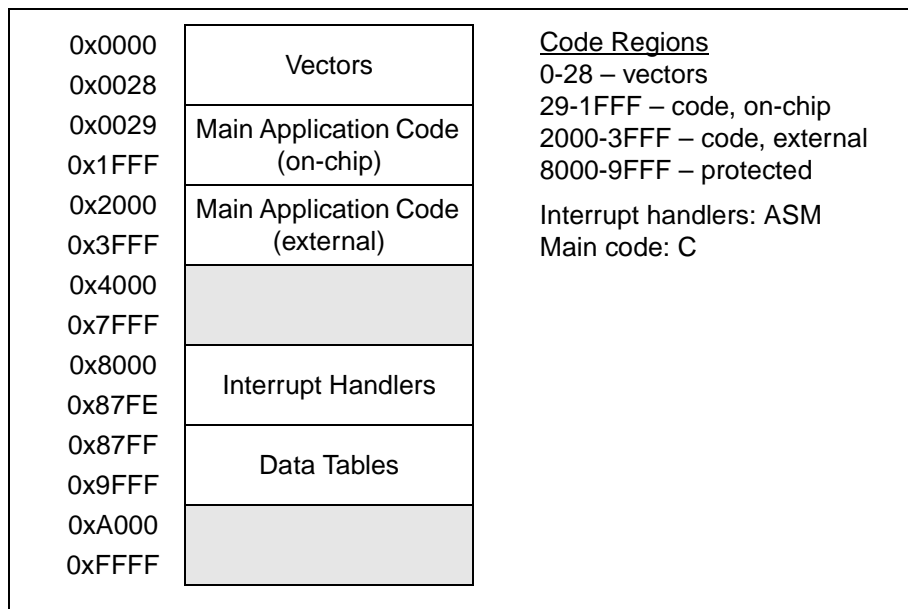 0x0000
0x0028
0x0029
0x1FFF
0x2000
0x3FFF
0x4000
0x7FFF
0x8000
0x87FE
0x87FF
0x9FFF
0xA000
0xFFFF
Vectors
Main Application Code
(on-chip)
Main Application Code
(external)
Interrupt Handlers
Data Tables
Code Regions
0-28 – vectors
29-1FFF – code, on-chip
2000-3FFF – code, external
8000-9FFF – protected
Interrupt handlers: ASM
Main code: C